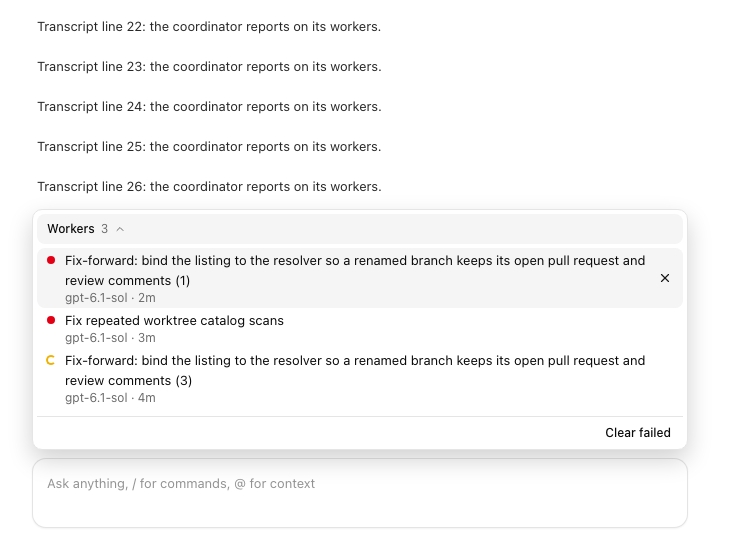 Transcript line 22: the coordinator reports on its workers.
Transcript line 23: the coordinator reports on its workers.
Transcript line 24: the coordinator reports on its workers.
Transcript line 25: the coordinator reports on its workers.
Transcript line 26: the coordinator reports on its workers.
Workers 3
Fix-forward: bind the listing to the resolver so a renamed branch keeps its open pull request and
review comments (1)
gpt-6.1-sol · 2m
Fix repeated worktree catalog scans
gpt-6.1-sol · 3m
Fix-forward: bind the listing to the resolver so a renamed branch keeps its open pull request and
review comments (3)
gpt-6.1-sol · 4m
Clear failed
Ask anything, / for commands, @ for context